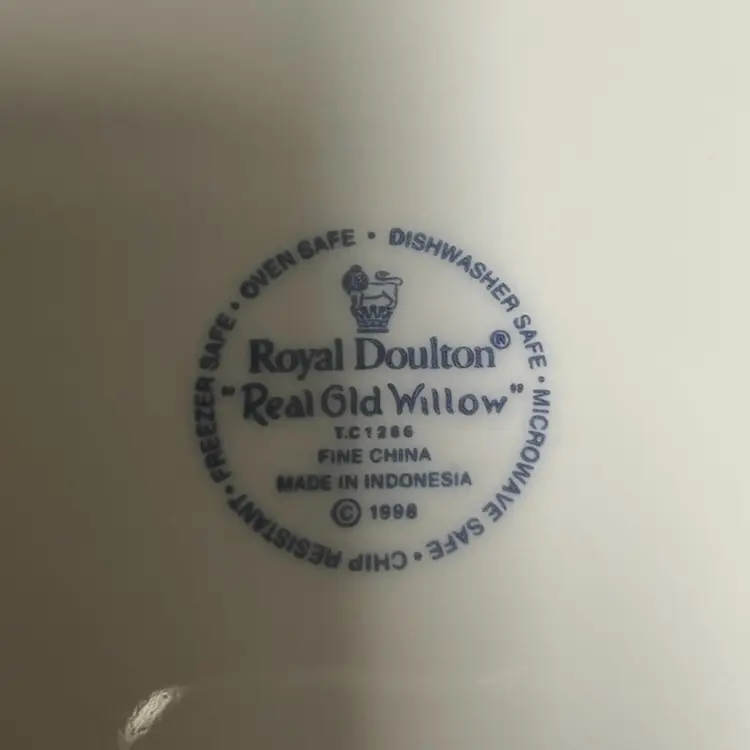 OVEN SAFE • DISHWASHER SAFE • MICROWAVE SAFE • CHIP RESISTANT • FREEZER SAFE •
Royal Doulton®
"Real Old Willow"
T.C1286
FINE CHINA
MADE IN INDONESIA
© 1998